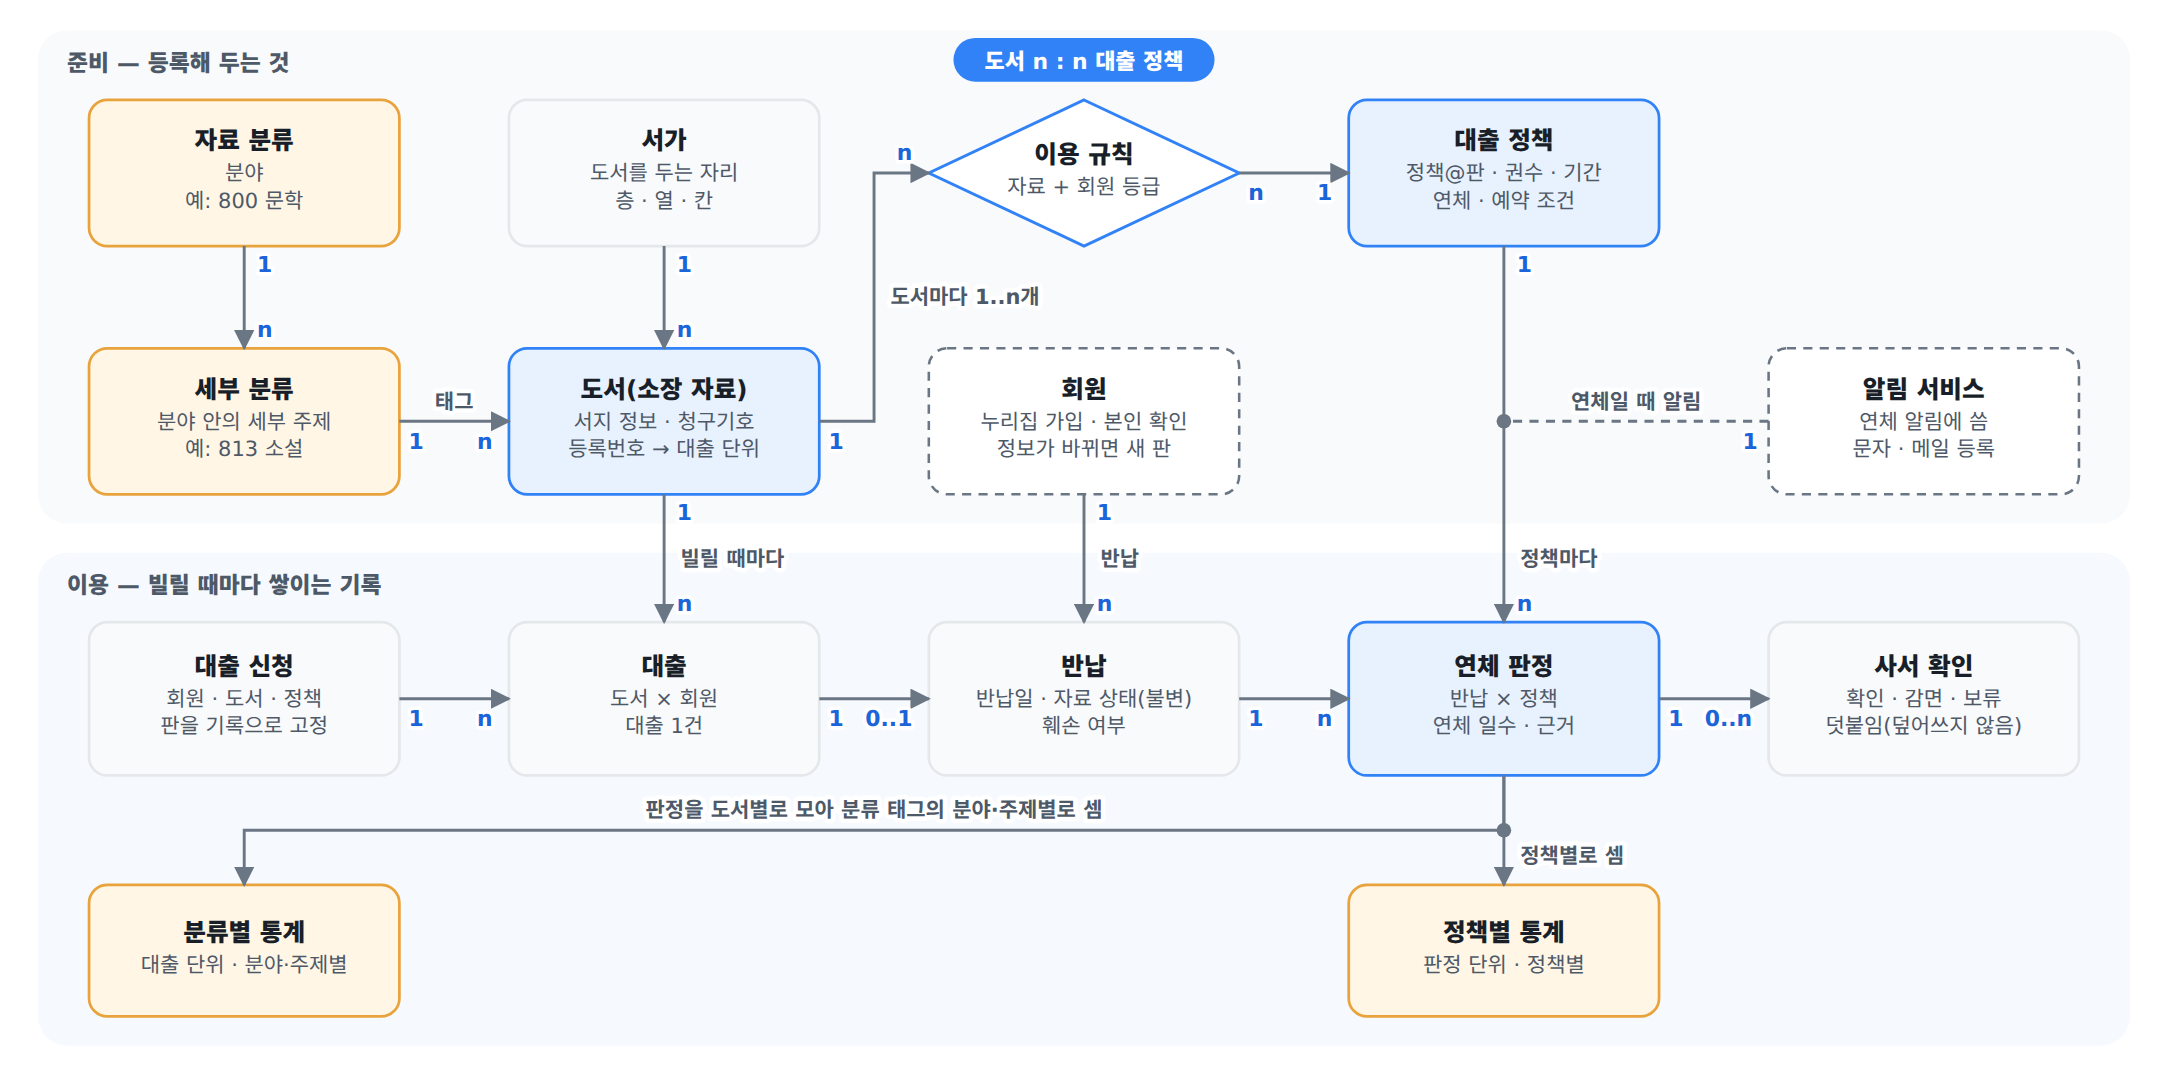 준비 — 등록해 두는 것
도서 n : n 대출 정책
자료 분류
분야
예: 800 문학
서가
도서를 두는 자리
층 · 열 · 칸
n
이용 규칙
자료 + 회원 등급
n
1
대출 정책
정책@판 · 권수 · 기간
연체 · 예약 조건
1
n
1
n
도서마다 1..n개
1
세부 분류
분야 안의 세부 주제
예: 813 소설
태그
1
n
도서(소장 자료)
서지 정보 · 청구기호
등록번호 → 대출 단위
1
회원
누리집 가입 · 본인 확인
정보가 바뀌면 새 판
연체일 때 알림
1
알림 서비스
연체 알림에 씀
문자 · 메일 등록
1
빌릴 때마다
n
1
반납
n
정책마다
n
이용 — 빌릴 때마다 쌓이는 기록
대출 신청
회원 · 도서 · 정책
판을 기록으로 고정
1
n
대출
도서 × 회원
대출 1건
1
0..1
반납
반납일 · 자료 상태(불변)
훼손 여부
1
n
연체 판정
반납 × 정책
연체 일수 · 근거
1
0..n
사서 확인
확인 · 감면 · 보류
덧붙임(덮어쓰지 않음)
판정을 도서별로 모아 분류 태그의 분야·주제별로 셈
정책별로 셈
분류별 통계
대출 단위 · 분야·주제별
정책별 통계
판정 단위 · 정책별